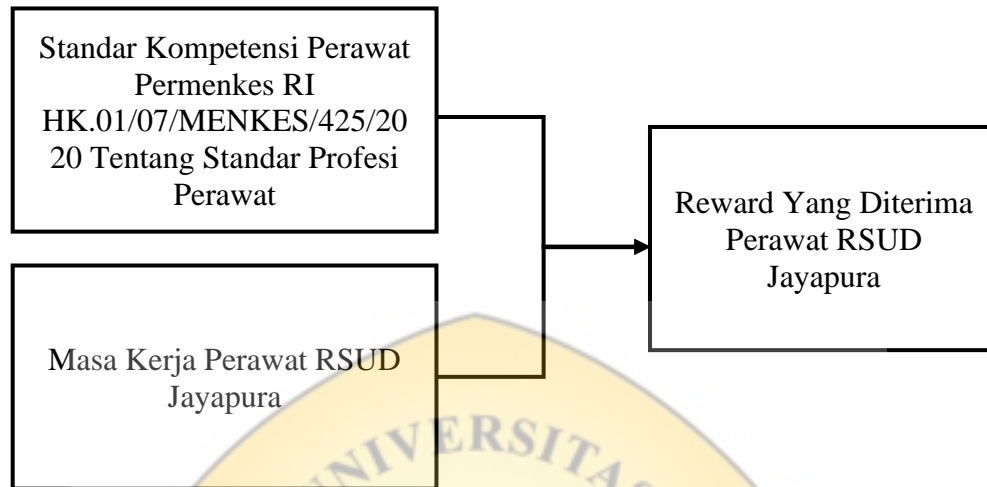 Standar Kompetensi Perawat
Permenkes RI
HK.01/07/MENKES/425/20
20 Tentang Standar Profesi
Perawat
Reward Yang Diterima
Perawat RSUD
Jayapura
Masa Kerja Perawat RSUD
Jayapura
UNIVERSITAS